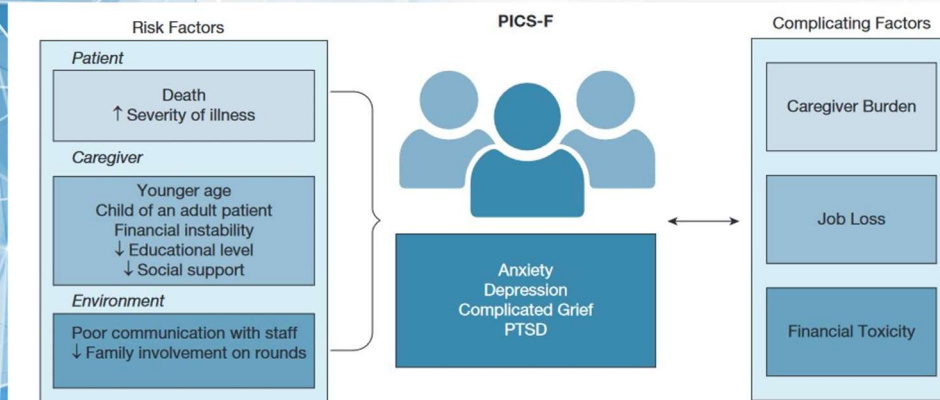 Risk Factors
Patient
Death
↑ Severity of illness
Caregiver
Younger age
Child of an adult patient
Financial instability
↓ Educational level
↓ Social support
Environment
Poor communication with staff
↓ Family involvement on rounds
PICS-F
Anxiety
Depression
Complicated Grief
PTSD
Complicating Factors
Caregiver Burden
Job Loss
Financial Toxicity